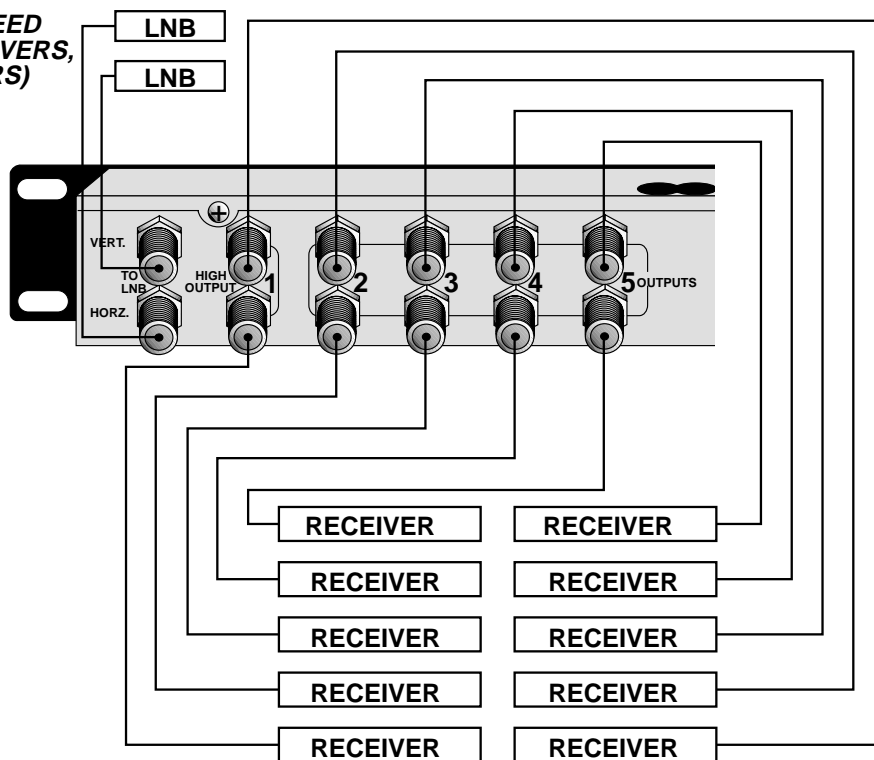 EED
VERS,
RS)
LNB
LNB
VERT.
TO
LNB
HORZ.
HIGH
OUTPUT
1
2
3
4
5
OUTPUTS
RECEIVER
RECEIVER
RECEIVER
RECEIVER
RECEIVER
RECEIVER
RECEIVER
RECEIVER
RECEIVER
RECEIVER